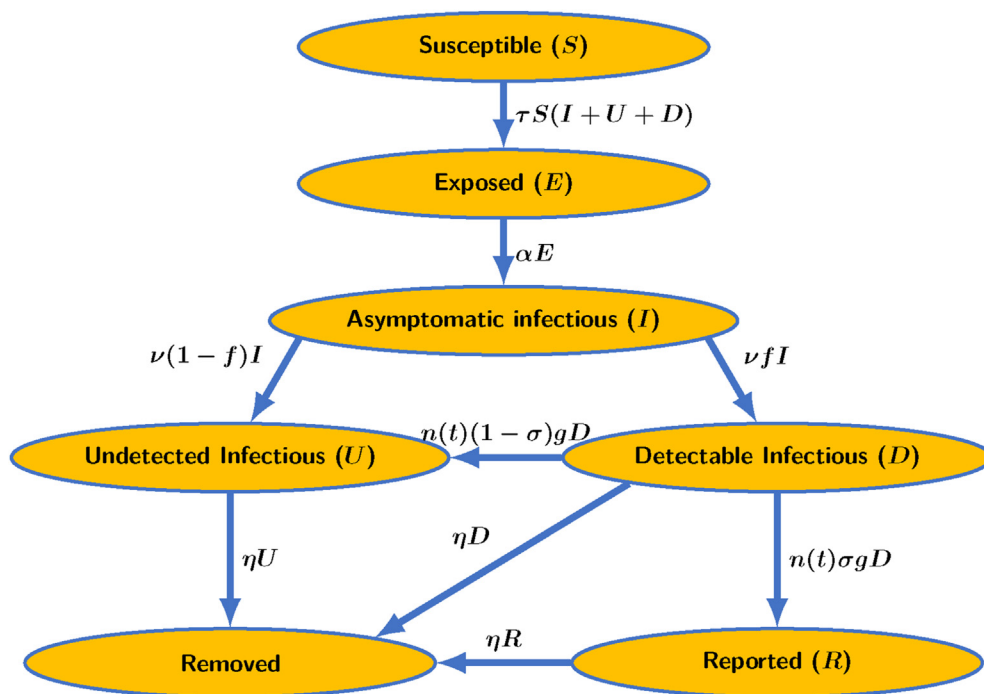 Susceptible (S)
τS(I + U + D)
Exposed (E)
αE
Asymptomatic infectious (I)
ν(1 − f)I
νfI
n(t)(1 − σ)gD
Undetected Infectious (U)
Detectable Infectious (D)
ηU
ηD
n(t)σgD
Removed
ηR
Reported (R)